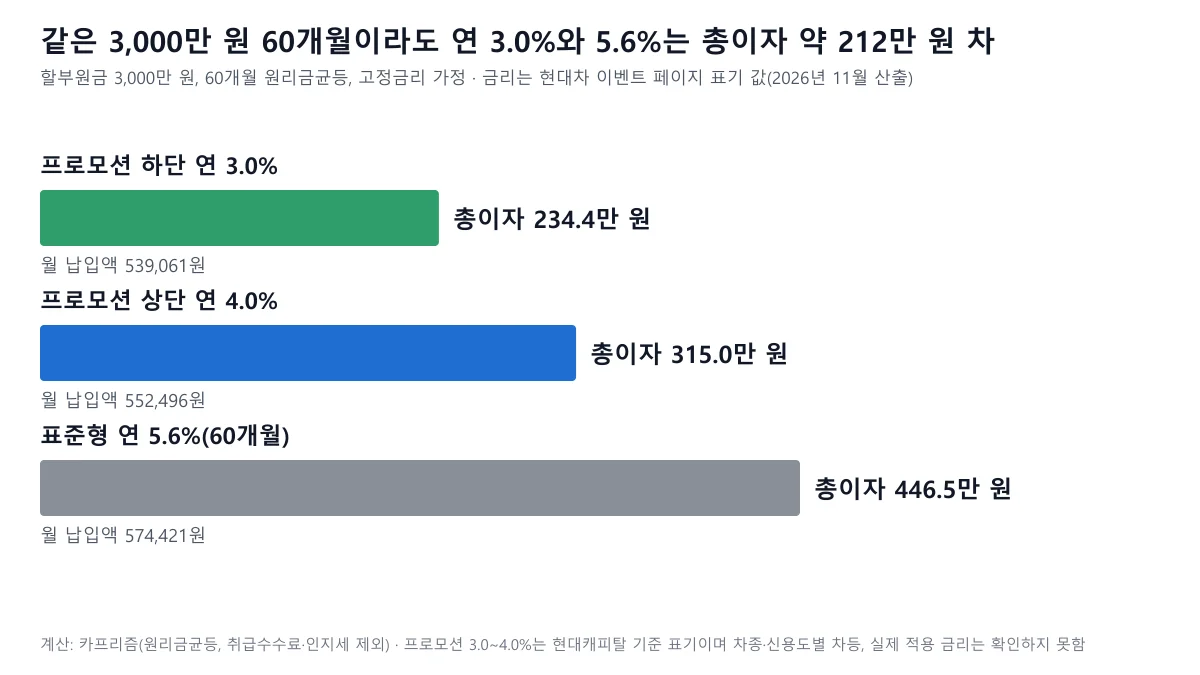 같은 3,000만 원 60개월이라도 연 3.0%와 5.6%는 총이자 약 212만 원 차
할부원금 3,000만 원, 60개월 원리금균등, 고정금리 가정 · 금리는 현대차 이벤트 페이지 표기 값(2026년 11월 산출)
프로모션 하단 연 3.0%
총이자 234.4만 원
월 납입액 539,061원
프로모션 상단 연 4.0%
총이자 315.0만 원
월 납입액 552,496원
표준형 연 5.6%(60개월)
총이자 446.5만 원
월 납입액 574,421원
계산: 카프리즘(원리금균등, 취급수수료·인지세 제외) · 프로모션 3.0~4.0%는 현대캐피탈 기준 표기이며 차종·신용도별 차등, 실제 적용 금리는 확인하지 못함